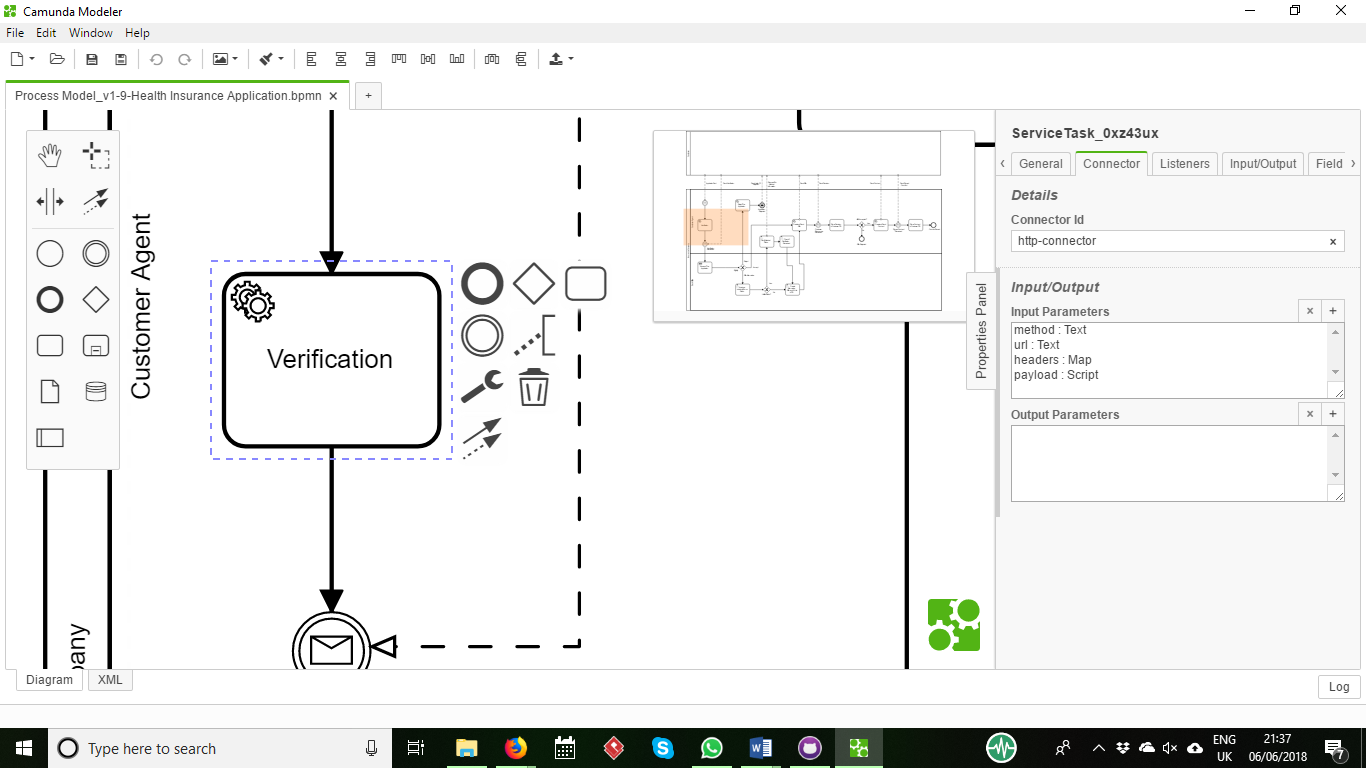 Camunda Modeler
File Edit Window Help
Process Model_v1-9-Health Insurance Application.bpmn × +
Customer Agent
Verification
pany
Properties Panel
ServiceTask_0xz43ux
‹ General Connector Listeners Input/Output Field ›
Details
Connector Id
http-connector ×
Input/Output
Input Parameters × +
method : Text
url : Text
headers : Map
payload : Script
Output Parameters × +
Diagram XML
Log
Type here to search
ENG
UK
21:37
06/06/2018
7